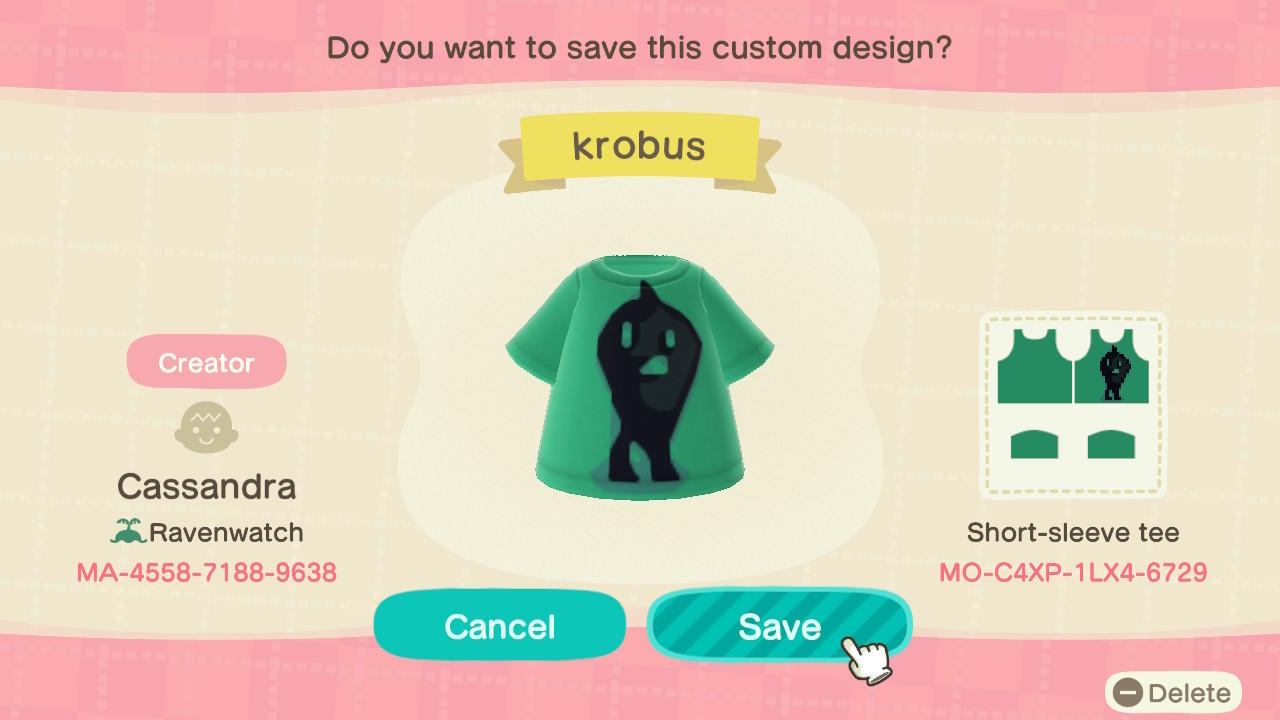 Do you want to save this custom design?
krobus
Creator
Cassandra
Ravenwatch
MA-4558-7188-9638
Short-sleeve tee
MO-C4XP-1LX4-6729
Cancel
Save
Delete